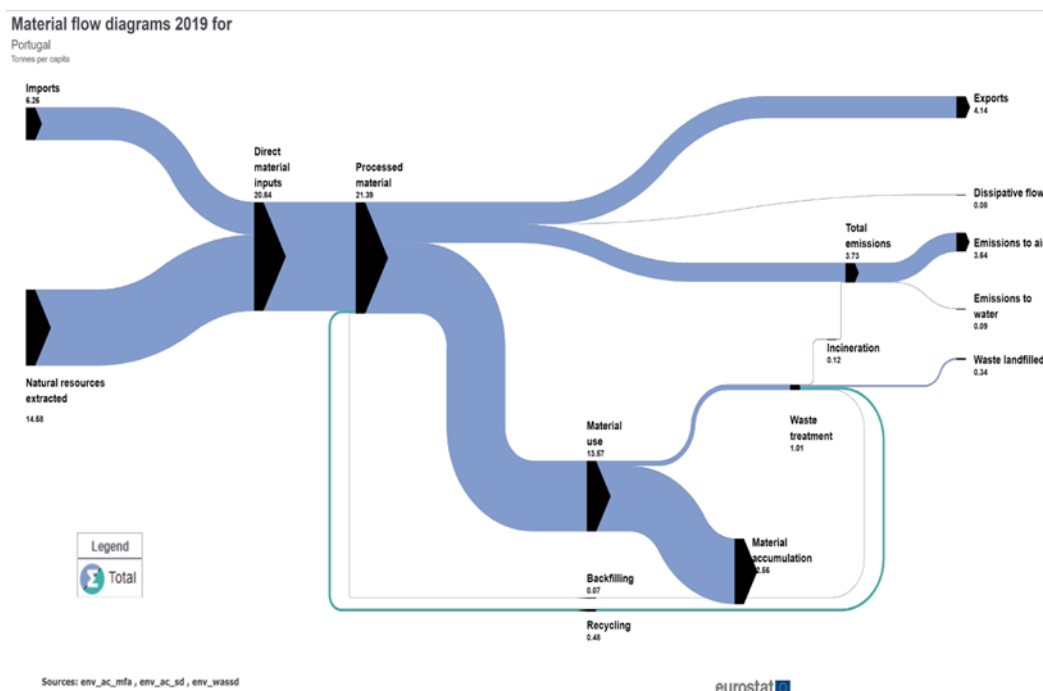 Material flow diagrams 2019 for
Portugal
Tonnes per capita
Imports
6.26
Exports
4.14
Direct
material
inputs
20.84
Processed
material
21.39
Dissipative flow
0.08
Total
emissions
3.73
Emissions to air
3.64
Emissions to
water
0.09
Incineration
0.12
Waste landfilled
0.34
Natural resources
extracted
14.58
Waste
treatment
1.01
Material
use
13.57
Material
accumulation
2.56
Backfilling
0.07
Recycling
0.48
Legend
Σ Total
Sources: env_ac_mfa , env_ac_sd , env_wassd
eurostat